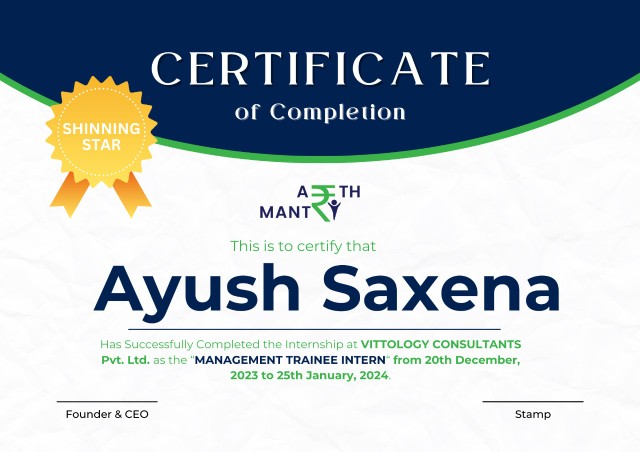 CERTIFICATE
of Completion
SHINNING
STAR
A₹TH
MANTRI
This is to certify that
Ayush Saxena
Has Successfully Completed the Internship at VITTOLOGY CONSULTANTS
Pvt. Ltd. as the "MANAGEMENT TRAINEE INTERN" from 20th December,
2023 to 25th January, 2024.
Founder & CEO
Stamp